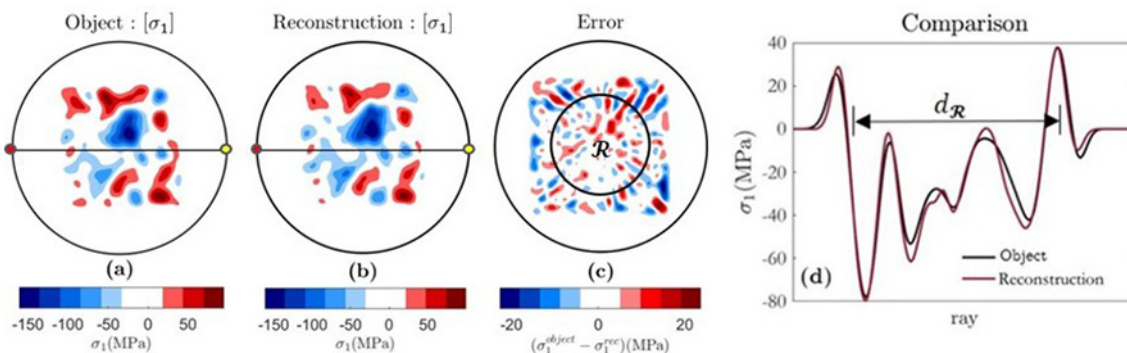 Object : [σ₁]
Reconstruction : [σ₁]
Error
Comparison
ℛ
dℛ
40
20
0
-20
-40
-60
-80
σ₁(MPa)
Object
Reconstruction
ray
(a)
(b)
(c)
(d)
-150 -100 -50 0 50
σ₁(MPa)
-150 -100 -50 0 50
σ₁(MPa)
-20 0 20
(σ₁ᵒᵇʲᵉᶜᵗ − σ₁ʳᵉᶜ)(MPa)